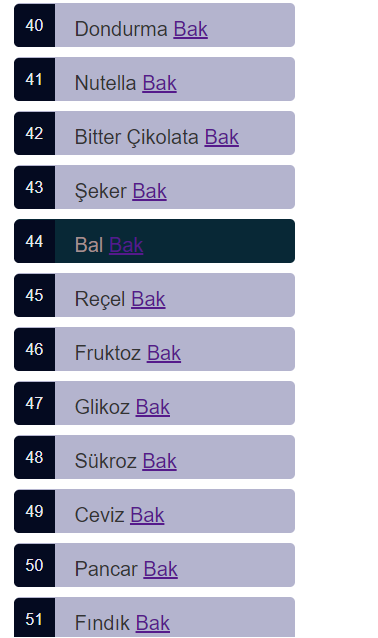 40 Dondurma Bak
41 Nutella Bak
42 Bitter Çikolata Bak
43 Şeker Bak
44 Bal Bak
45 Reçel Bak
46 Fruktoz Bak
47 Glikoz Bak
48 Sükroz Bak
49 Ceviz Bak
50 Pancar Bak
51 Fındık Bak